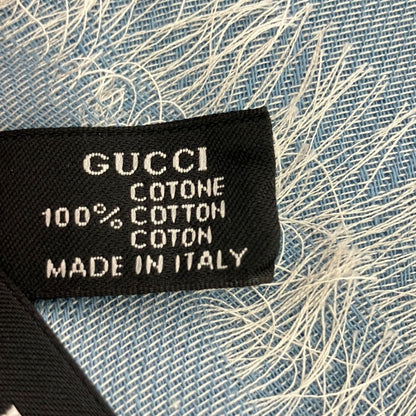 GUCCI
COTONE
100% COTTON
COTON
MADE IN ITALY